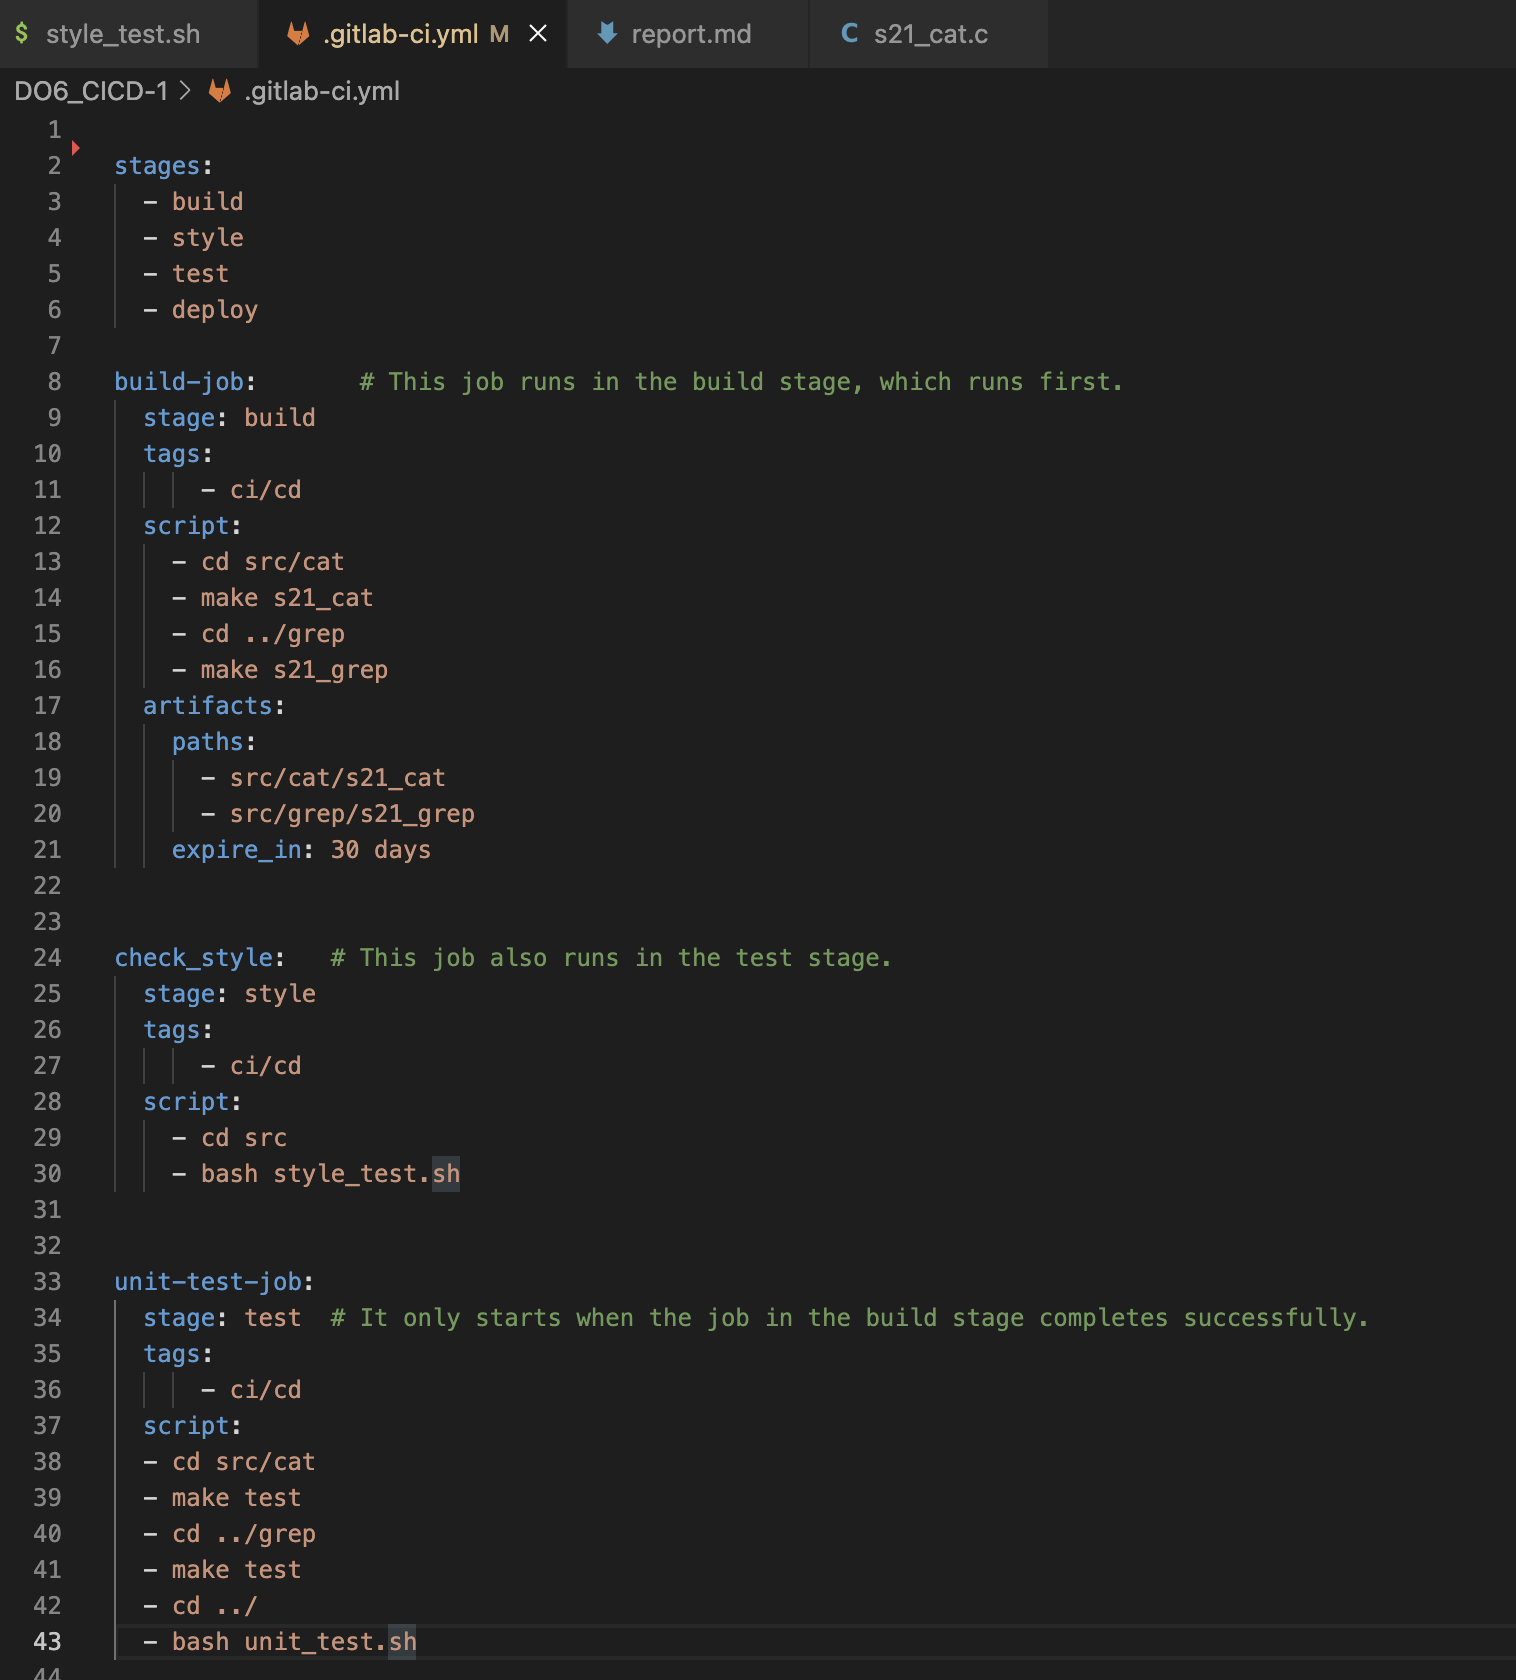 $ style_test.sh .gitlab-ci.yml M × report.md C s21_cat.c
DO6_CICD-1 > .gitlab-ci.yml
1
2 stages:
3 - build
4 - style
5 - test
6 - deploy
7
8 build-job: # This job runs in the build stage, which runs first.
9 stage: build
10 tags:
11 - ci/cd
12 script:
13 - cd src/cat
14 - make s21_cat
15 - cd ../grep
16 - make s21_grep
17 artifacts:
18 paths:
19 - src/cat/s21_cat
20 - src/grep/s21_grep
21 expire_in: 30 days
22
23
24 check_style: # This job also runs in the test stage.
25 stage: style
26 tags:
27 - ci/cd
28 script:
29 - cd src
30 - bash style_test.sh
31
32
33 unit-test-job:
34 stage: test # It only starts when the job in the build stage completes successfully.
35 tags:
36 - ci/cd
37 script:
38 - cd src/cat
39 - make test
40 - cd ../grep
41 - make test
42 - cd ../
43 - bash unit_test.sh
44